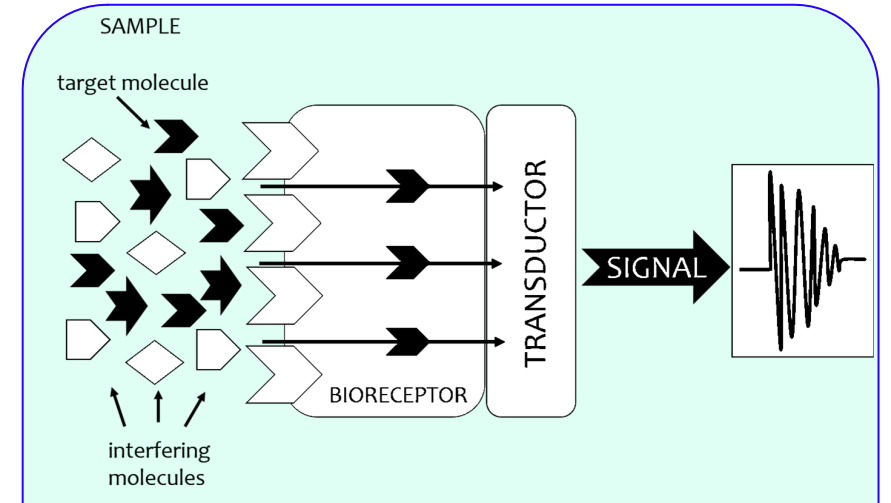 SAMPLE
target molecule
TRANSDUCTOR
SIGNAL
BIORECEPTOR
interfering
molecules